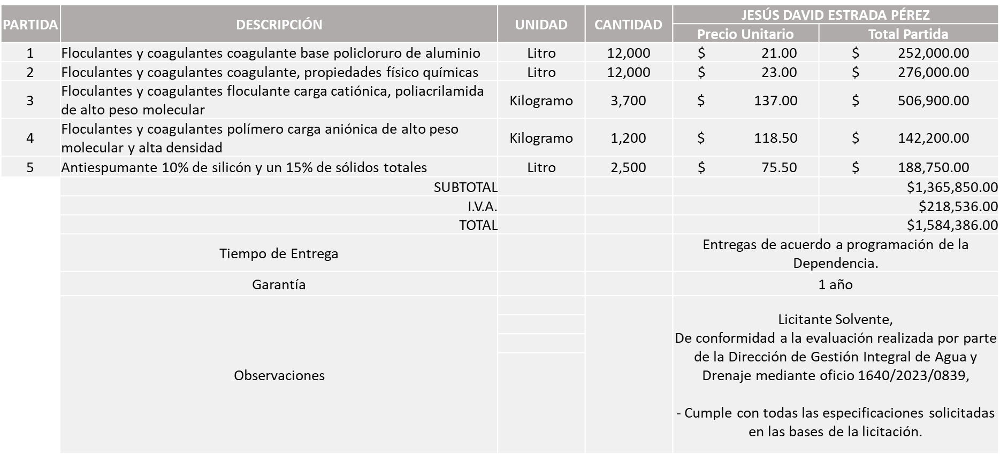 PARTIDA DESCRIPCIÓN UNIDAD CANTIDAD JESÚS DAVID ESTRADA PÉREZ
Precio Unitario Total Partida
1 Floculantes y coagulantes coagulante base policloruro de aluminio Litro 12,000 $ 21.00 $ 252,000.00
2 Floculantes y coagulantes coagulante, propiedades físico químicas Litro 12,000 $ 23.00 $ 276,000.00
3 Floculantes y coagulantes floculante carga catiónica, poliacrilamida
de alto peso molecular Kilogramo 3,700 $ 137.00 $ 506,900.00
4 Floculantes y coagulantes polímero carga aniónica de alto peso
molecular y alta densidad Kilogramo 1,200 $ 118.50 $ 142,200.00
5 Antiespumante 10% de silicón y un 15% de sólidos totales Litro 2,500 $ 75.50 $ 188,750.00
SUBTOTAL $1,365,850.00
I.V.A. $218,536.00
TOTAL $1,584,386.00
Tiempo de Entrega Entregas de acuerdo a programación de la
Dependencia.
Garantía 1 año
Observaciones
Licitante Solvente,
De conformidad a la evaluación realizada por parte
de la Dirección de Gestión Integral de Agua y
Drenaje mediante oficio 1640/2023/0839,
- Cumple con todas las especificaciones solicitadas
en las bases de la licitación.